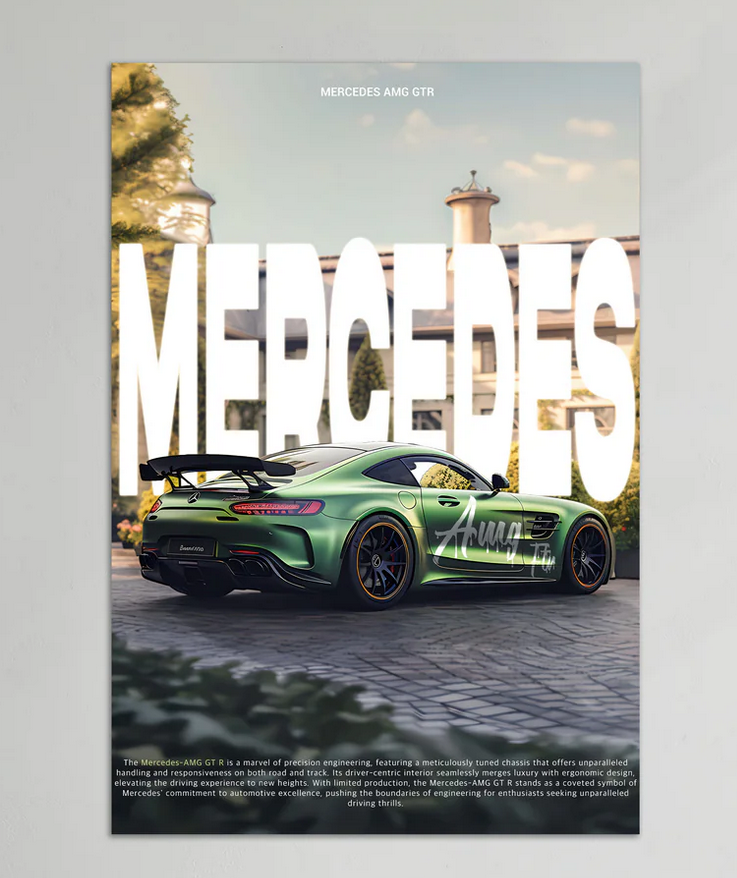 MERCEDES AMG GTR
MERCEDES
Amg
The Mercedes-AMG GT R is a marvel of precision engineering, featuring a meticulously tuned chassis that offers unparalleled
handling and responsiveness on both road and track. Its driver-centric interior seamlessly merges luxury with ergonomic design,
elevating the driving experience to new heights. With limited production, the Mercedes-AMG GT R stands as a coveted symbol of
Mercedes' commitment to automotive excellence, pushing the boundaries of engineering for enthusiasts seeking unparalleled
driving thrills.